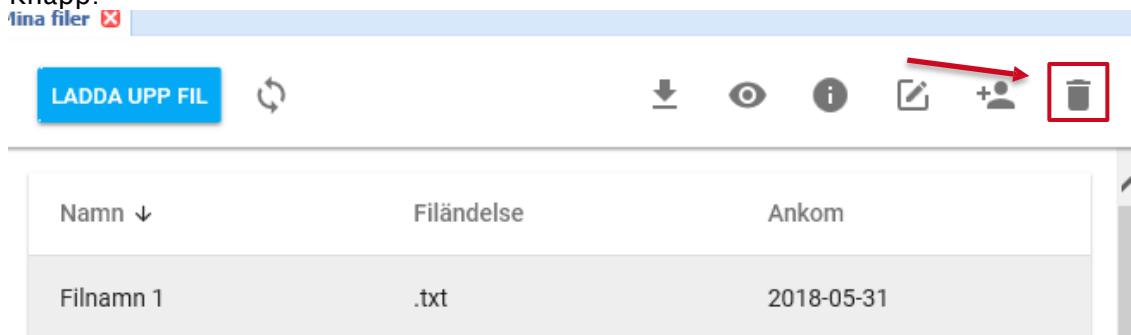 Mina filer
LADDA UPP FIL
Namn Filändelse Ankom
Filnamn 1 .txt 2018-05-31